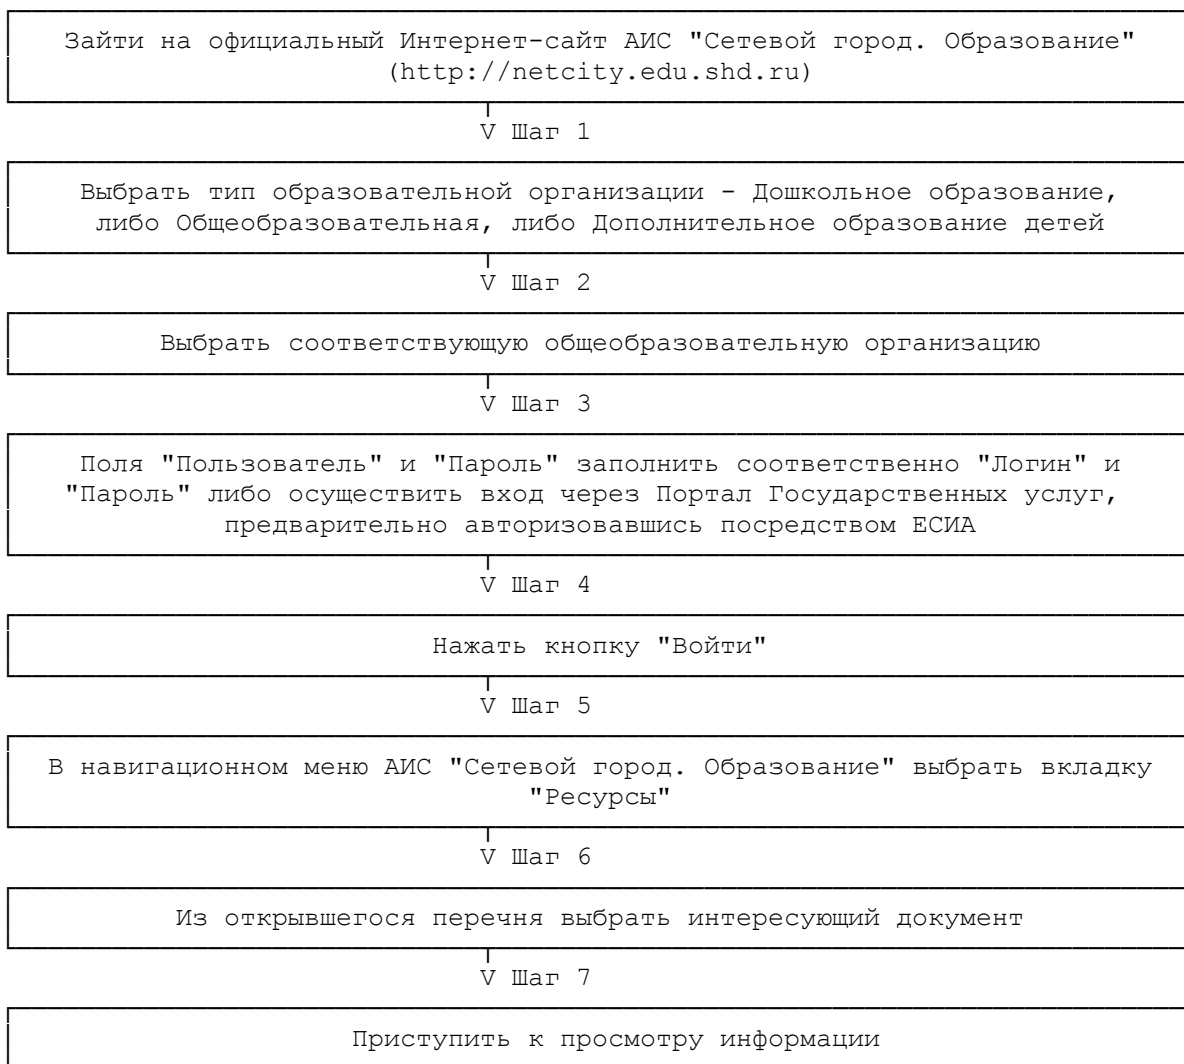 Зайти на официальный Интернет-сайт АИС "Сетевой город. Образование"
(http://netcity.edu.shd.ru)
V Шаг 1
Выбрать тип образовательной организации - Дошкольное образование,
либо Общеобразовательная, либо Дополнительное образование детей
V Шаг 2
Выбрать соответствующую общеобразовательную организацию
V Шаг 3
Поля "Пользователь" и "Пароль" заполнить соответственно "Логин" и
"Пароль" либо осуществить вход через Портал Государственных услуг,
предварительно авторизовавшись посредством ЕСИА
V Шаг 4
Нажать кнопку "Войти"
V Шаг 5
В навигационном меню АИС "Сетевой город. Образование" выбрать вкладку
"Ресурсы"
V Шаг 6
Из открывшегося перечня выбрать интересующий документ
V Шаг 7
Приступить к просмотру информации